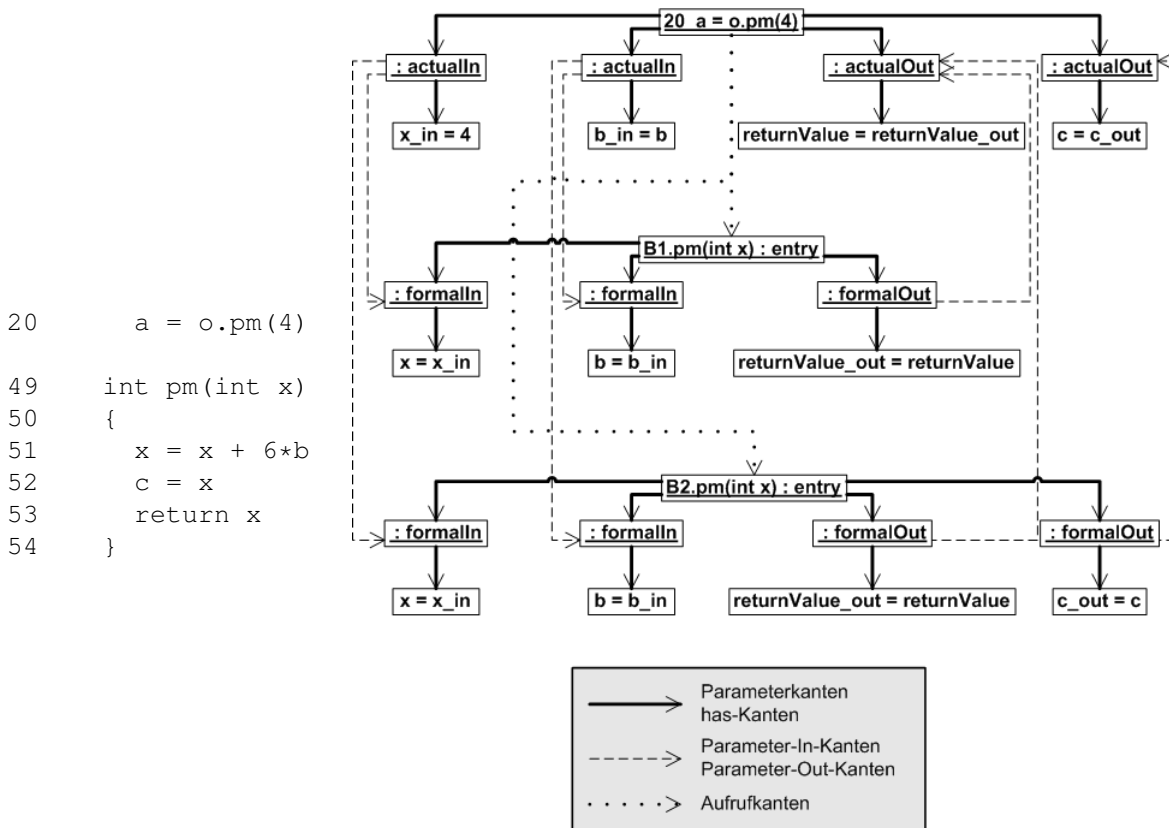 20 a = o.pm(4)
: actualIn
: actualIn
: actualOut
: actualOut
x_in = 4
b_in = b
returnValue = returnValue_out
c = c_out
B1.pm(int x) : entry
: formalIn
: formalIn
: formalOut
x = x_in
b = b_in
returnValue_out = returnValue
20 a = o.pm(4)
49 int pm(int x)
50 {
51 x = x + 6*b
52 c = x
53 return x
54 }
B2.pm(int x) : entry
: formalIn
: formalIn
: formalOut
: formalOut
x = x_in
b = b_in
returnValue_out = returnValue
c_out = c
Parameterkanten
has-Kanten
Parameter-In-Kanten
Parameter-Out-Kanten
Aufrufkanten